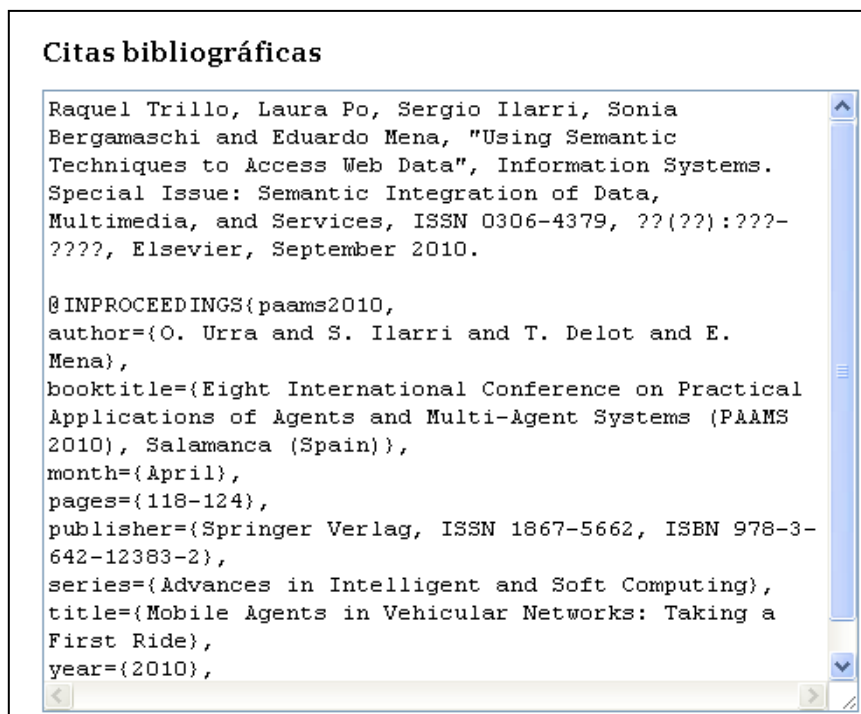 Citas bibliográficas
Raquel Trillo, Laura Po, Sergio Ilarri, Sonia
Bergamaschi and Eduardo Mena, "Using Semantic
Techniques to Access Web Data", Information Systems.
Special Issue: Semantic Integration of Data,
Multimedia, and Services, ISSN 0306-4379, ??(??):???-
????, Elsevier, September 2010.

@INPROCEEDINGS{paams2010,
author={O. Urra and S. Ilarri and T. Delot and E.
Mena},
booktitle={Eight International Conference on Practical
Applications of Agents and Multi-Agent Systems (PAAMS
2010), Salamanca (Spain)},
month={April},
pages={118-124},
publisher={Springer Verlag, ISSN 1867-5662, ISBN 978-3-
642-12383-2},
series={Advances in Intelligent and Soft Computing},
title={Mobile Agents in Vehicular Networks: Taking a
First Ride},
year={2010},